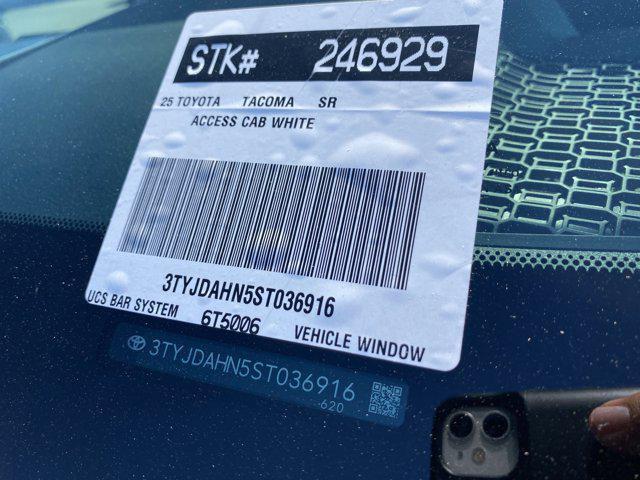 STK# 246929
25 TOYOTA TACOMA SR
ACCESS CAB WHITE
3TYJDAHN5ST036916
UCS BAR SYSTEM 6T5006 VEHICLE WINDOW
3TYJDAHN5ST036916
-620